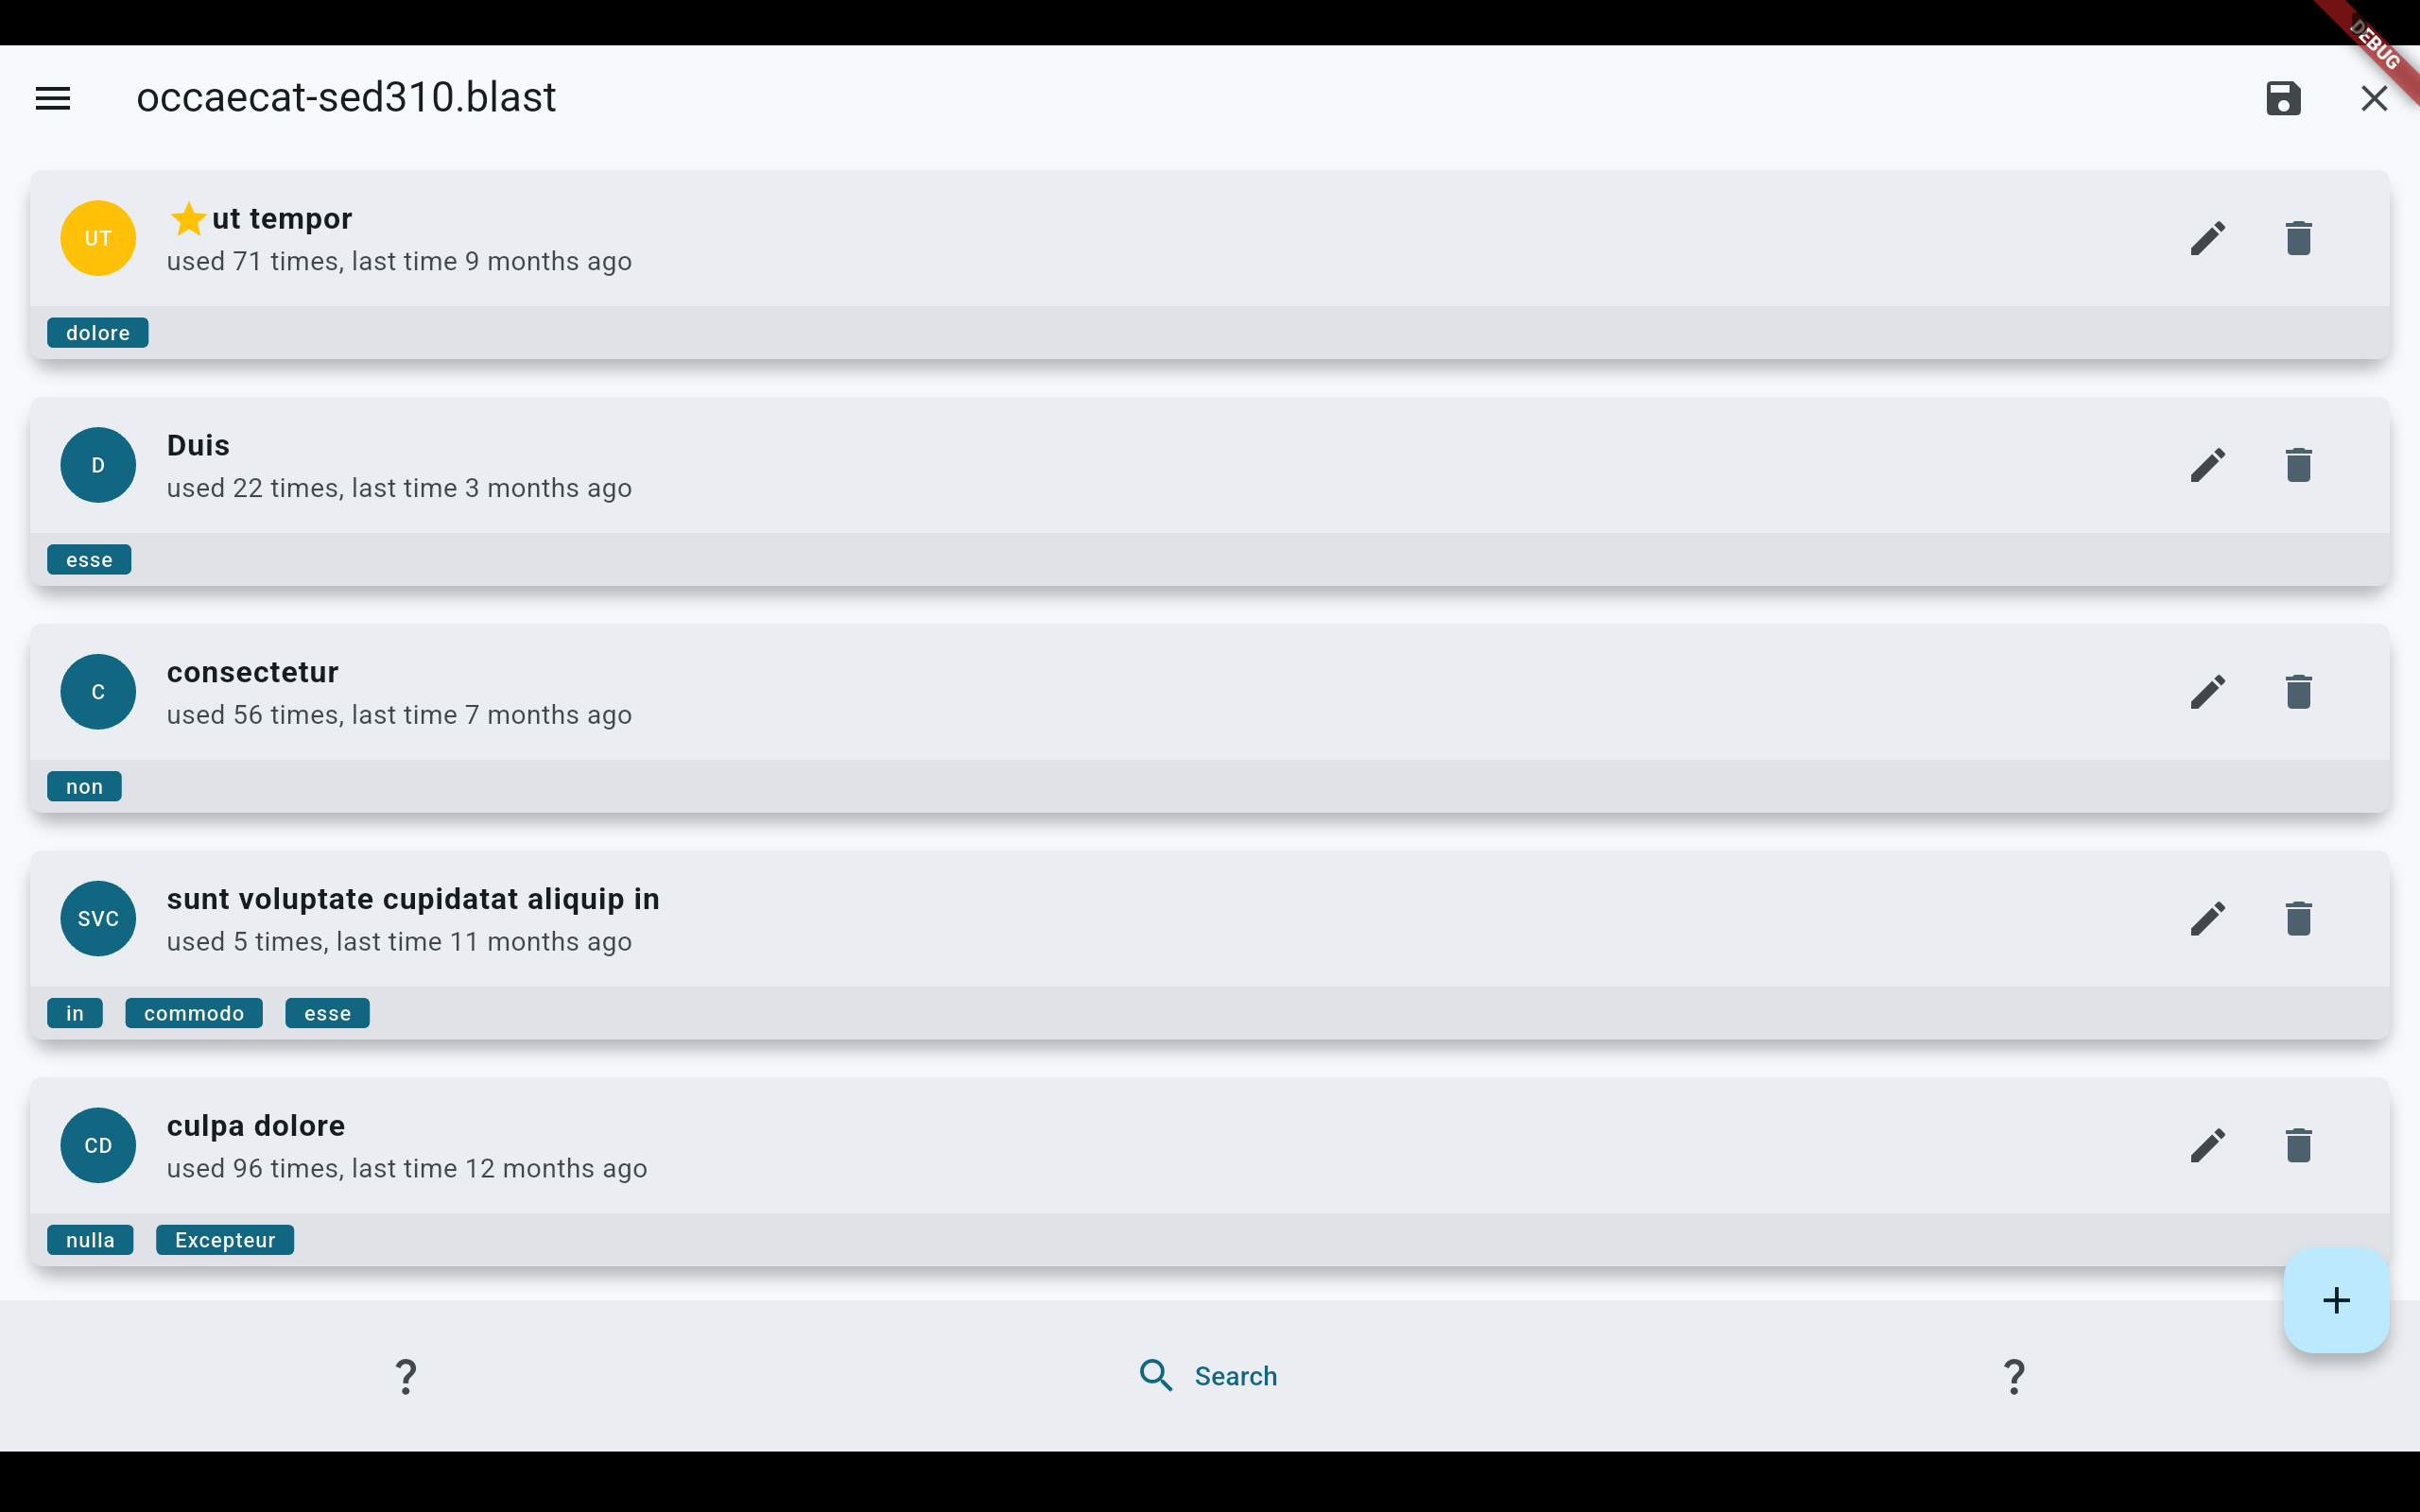 DEBUG
occaecat-sed310.blast
UT
ut tempor
used 71 times, last time 9 months ago
dolore
D
Duis
used 22 times, last time 3 months ago
esse
C
consectetur
used 56 times, last time 7 months ago
non
SVC
sunt voluptate cupidatat aliquip in
used 5 times, last time 11 months ago
in commodo esse
CD
culpa dolore
used 96 times, last time 12 months ago
nulla Excepteur
? Search ?